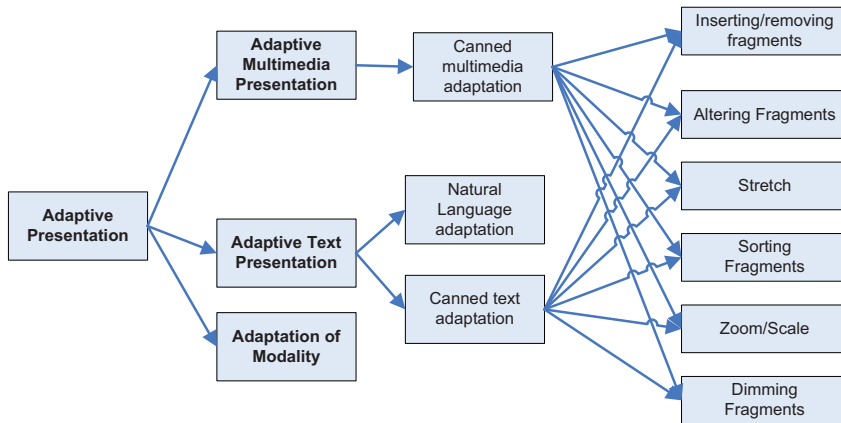 Adaptive
Presentation
Adaptive
Multimedia
Presentation
Adaptive Text
Presentation
Adaptation of
Modality
Canned
multimedia
adaptation
Natural
Language
adaptation
Canned text
adaptation
Inserting/removing
fragments
Altering Fragments
Stretch
Sorting
Fragments
Zoom/Scale
Dimming
Fragments